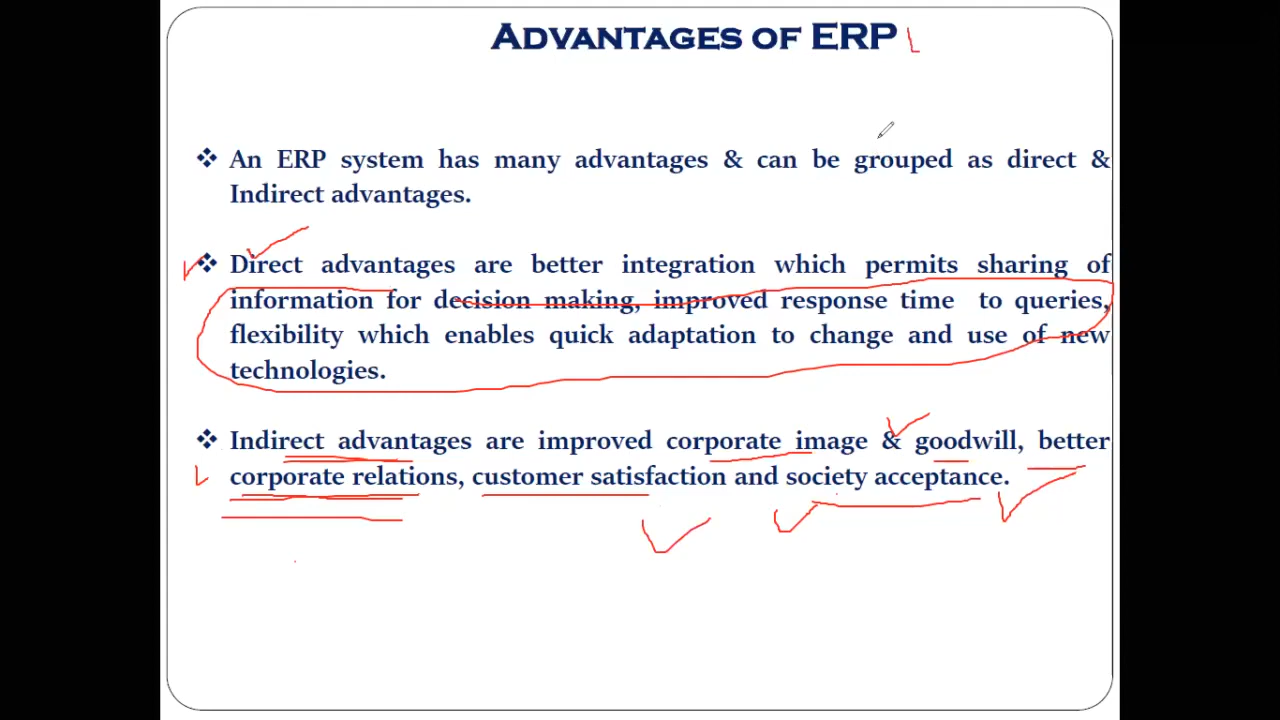 ADVANTAGES OF ERP
❖ An ERP system has many advantages & can be grouped as direct &
Indirect advantages.
❖ Direct advantages are better integration which permits sharing of
information for decision making, improved response time to queries,
flexibility which enables quick adaptation to change and use of new
technologies.
❖ Indirect advantages are improved corporate image & goodwill, better
corporate relations, customer satisfaction and society acceptance.